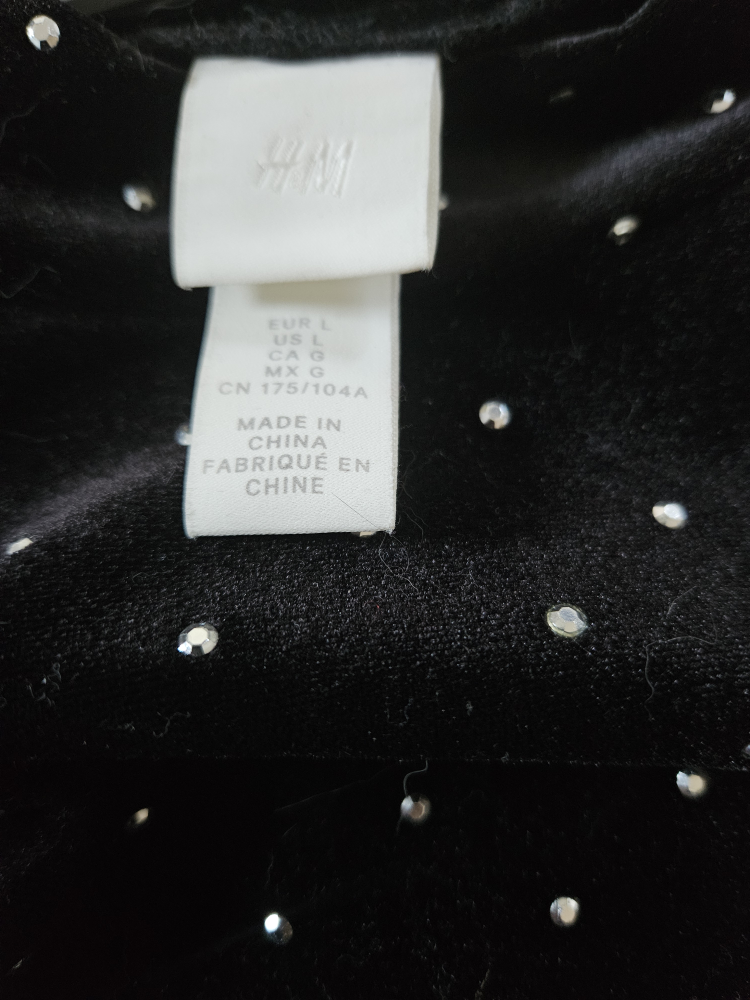 H&M
EUR L
US L
CA G
MX G
CN 175/104A
MADE IN
CHINA
FABRIQUÉ EN
CHINE